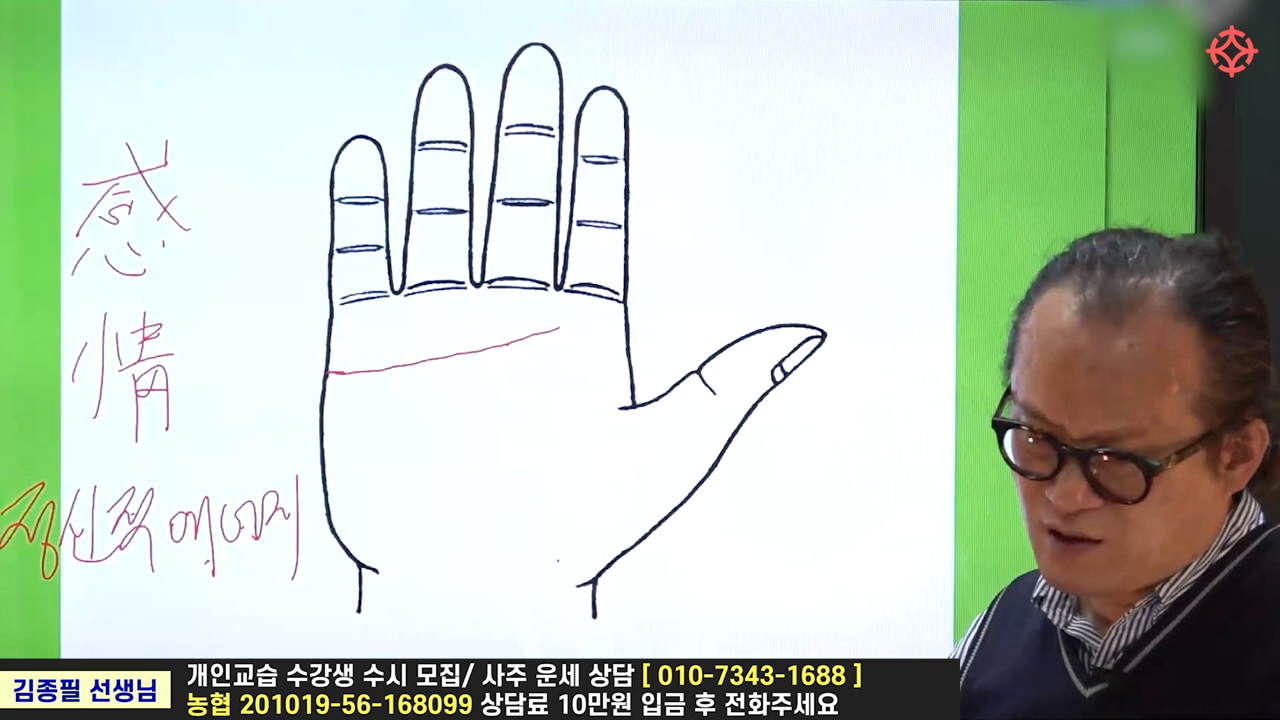 感
情
정신적 에너지
김종필 선생님
개인교습 수강생 수시 모집/ 사주 운세 상담 [ 010-7343-1688 ]
농협 201019-56-168099 상담료 10만원 입금 후 전화주세요